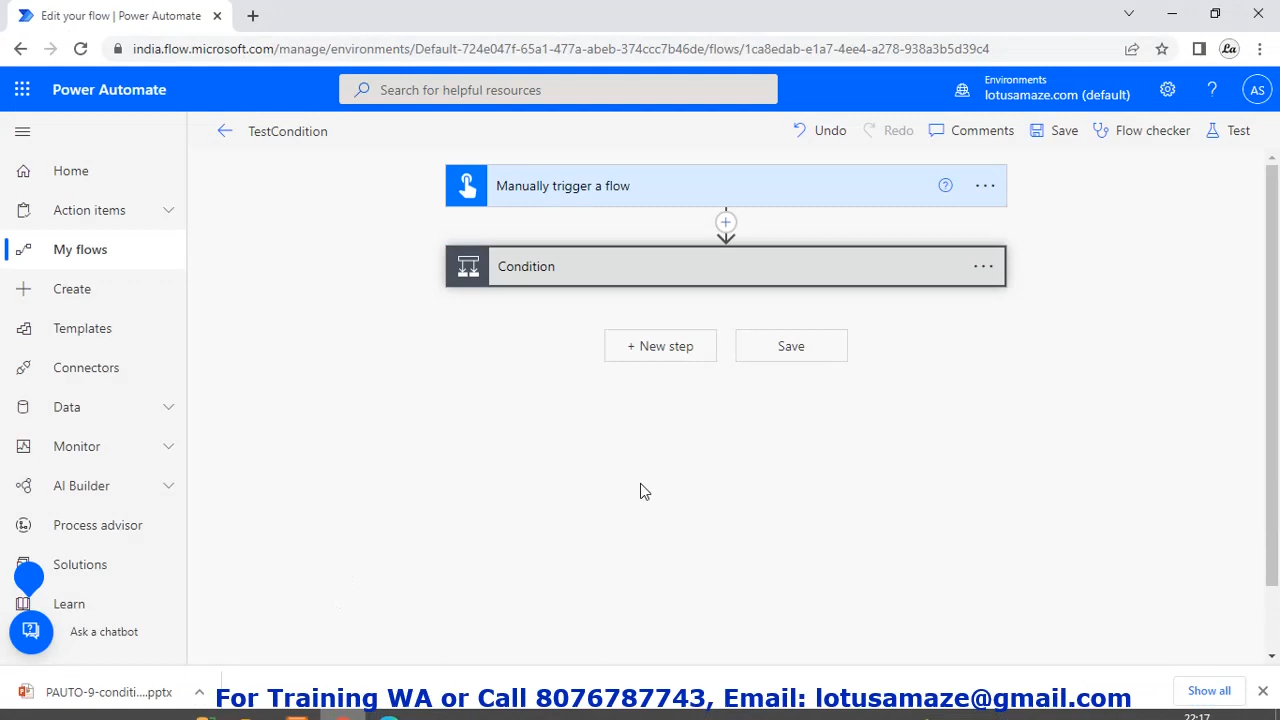 Edit your flow | Power Automate
india.flow.microsoft.com/manage/environments/Default-724e047f-65a1-477a-abeb-374ccc7b46de/flows/1ca8edab-e1a7-4ee4-a278-938a3b5d39c4
La
Power Automate
Search for helpful resources
Environments
lotusamaze.com (default)
AS
TestCondition
Undo
Redo
Comments
Save
Flow checker
Test
Home
Action items
My flows
Create
Templates
Connectors
Data
Monitor
AI Builder
Process advisor
Solutions
Learn
Ask a chatbot
Manually trigger a flow
Condition
+ New step
Save
PAUTO-9-conditi....pptx
Show all
For Training WA or Call 8076787743, Email: lotusamaze@gmail.com
22:17